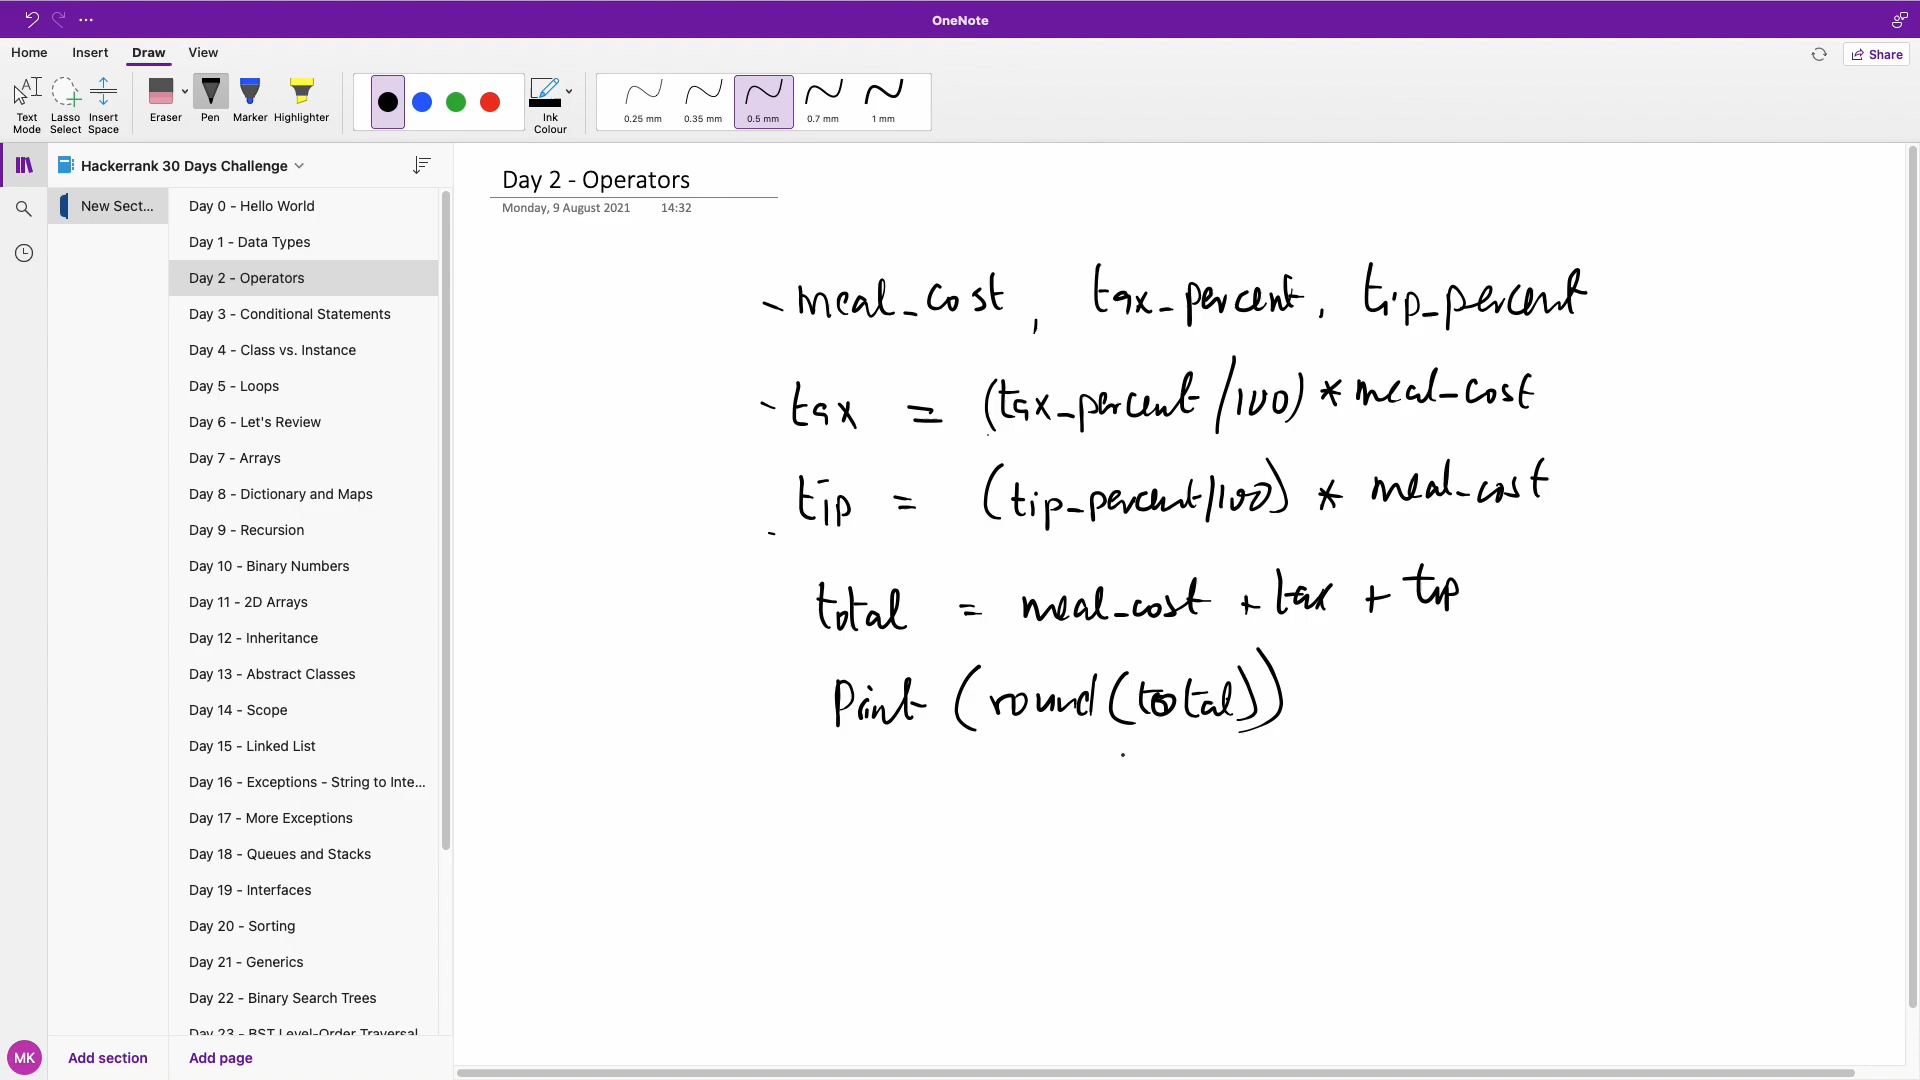 OneNote
Home Insert Draw View
Share
Text Mode Lasso Select Insert Space Eraser Pen Marker Highlighter Ink Colour 0.25 mm 0.35 mm 0.5 mm 0.7 mm 1 mm
Hackerrank 30 Days Challenge
New Sect...
Day 0 - Hello World
Day 1 - Data Types
Day 2 - Operators
Day 3 - Conditional Statements
Day 4 - Class vs. Instance
Day 5 - Loops
Day 6 - Let's Review
Day 7 - Arrays
Day 8 - Dictionary and Maps
Day 9 - Recursion
Day 10 - Binary Numbers
Day 11 - 2D Arrays
Day 12 - Inheritance
Day 13 - Abstract Classes
Day 14 - Scope
Day 15 - Linked List
Day 16 - Exceptions - String to Inte...
Day 17 - More Exceptions
Day 18 - Queues and Stacks
Day 19 - Interfaces
Day 20 - Sorting
Day 21 - Generics
Day 22 - Binary Search Trees
Day 23 - BST Level-Order Traversal
MK Add section Add page
Day 2 - Operators
Monday, 9 August 2021 14:32
- meal_cost, tax_percent, tip_percent
- tax = (tax_percent/100) * meal_cost
tip = (tip_percent/100) * meal_cost
total = meal_cost + tax + tip
Print (round(total))